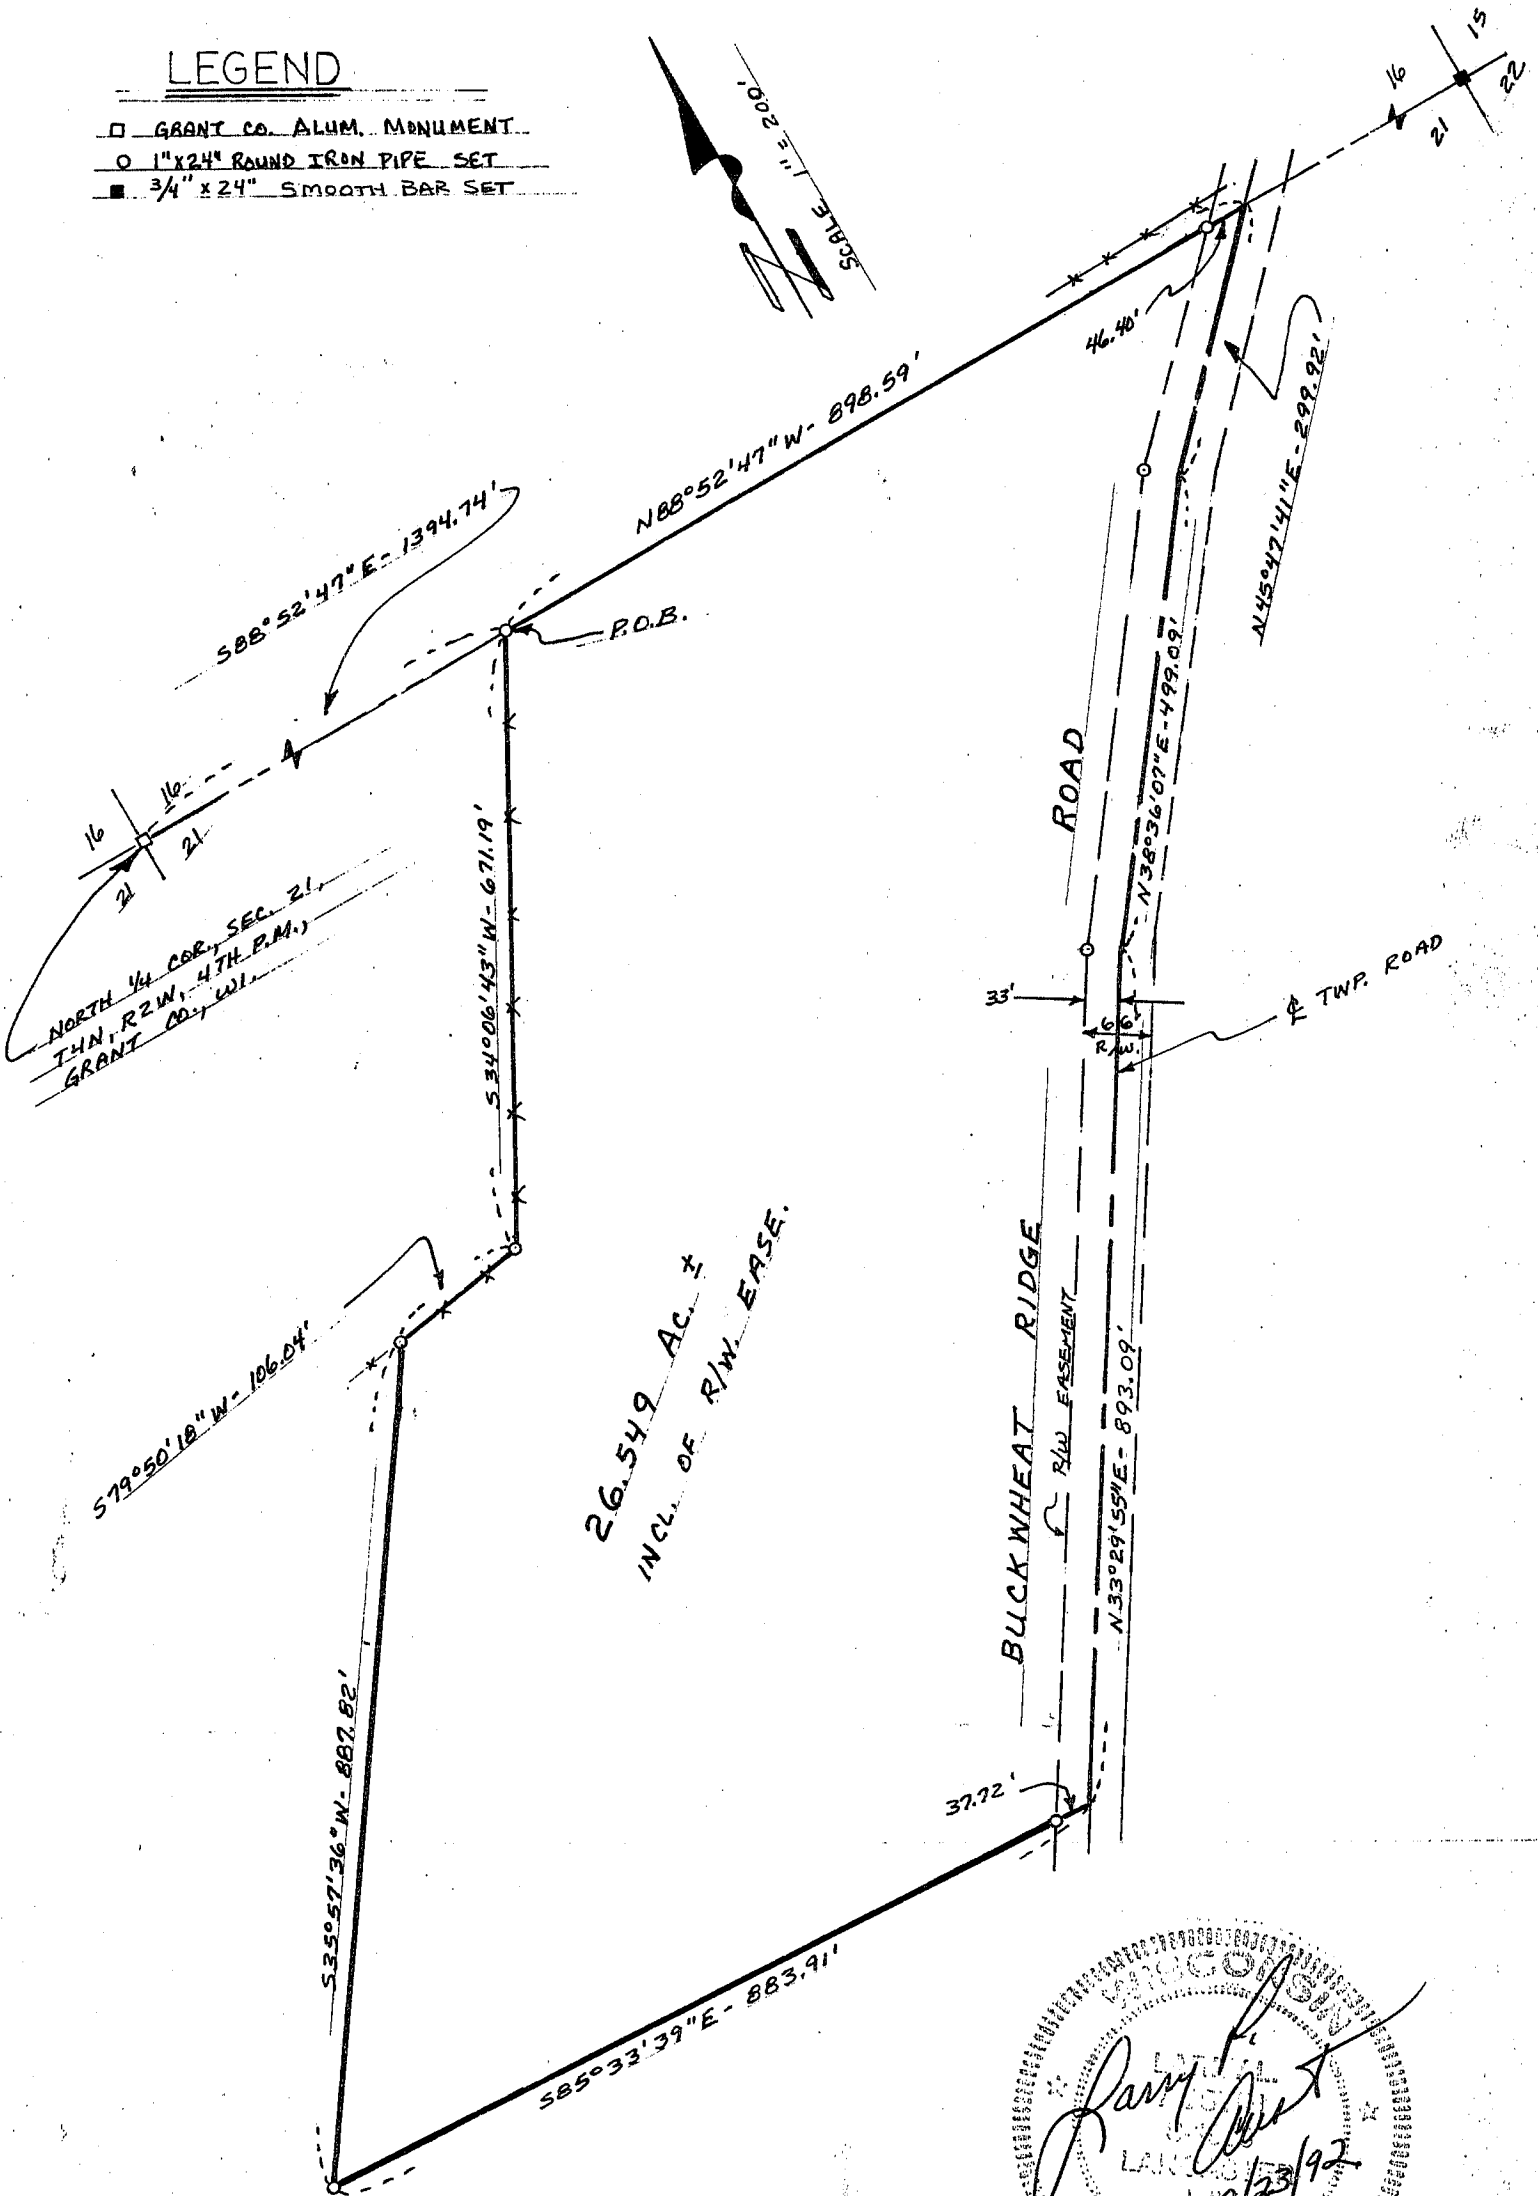 LEGEND
□ GRANT CO. ALUM. MONUMENT
○ 1"x24" ROUND IRON PIPE SET
■ 3/4" x 24" SMOOTH BAR SET
SCALE 1" = 200'
N
16
15
21
22
46.40'
N45°47'41"E - 299.92'
N88°52'47"W - 898.59'
S88°52'47"E - 1394.74'
P.O.B.
16
16
21
21
NORTH 1/4 COR., SEC. 21,
T4N, R2W, 4TH P.M.,
GRANT CO., WI.
S34°06'43"W - 671.19'
ROAD
N38°36'07"E - 499.09'
33'
66'
R/W.
℄ TWP. ROAD
S79°50'18"W - 106.04'
26.549 AC. ±
INCL. OF R/W. EASE.
BUCKWHEAT RIDGE
R/W EASEMENT
N33°29'55"E - 893.09'
37.72'
S35°57'36"W - 887.82'
S85°33'39"E - 883.91'
WISCONSIN
Larry
/23/92